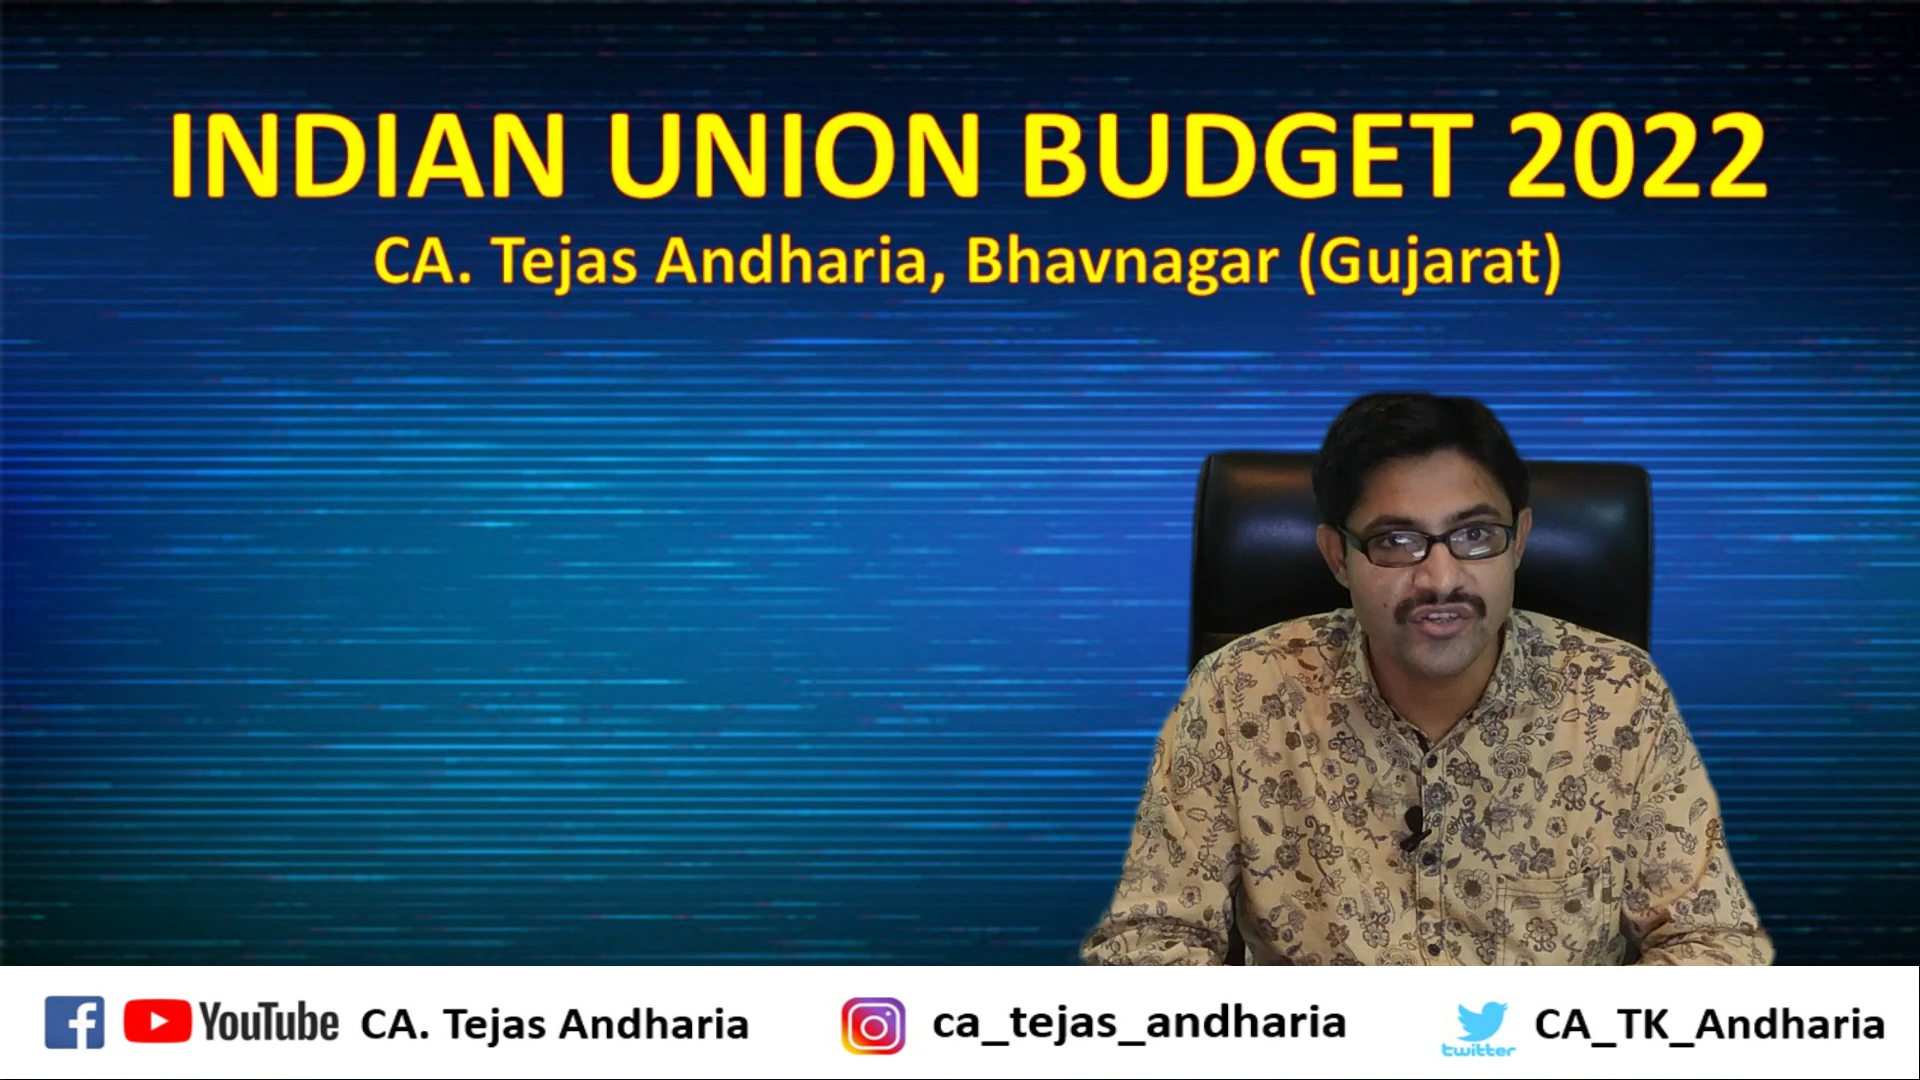 INDIAN UNION BUDGET 2022
CA. Tejas Andharia, Bhavnagar (Gujarat)
f YouTube CA. Tejas Andharia ca_tejas_andharia twitter CA_TK_Andharia